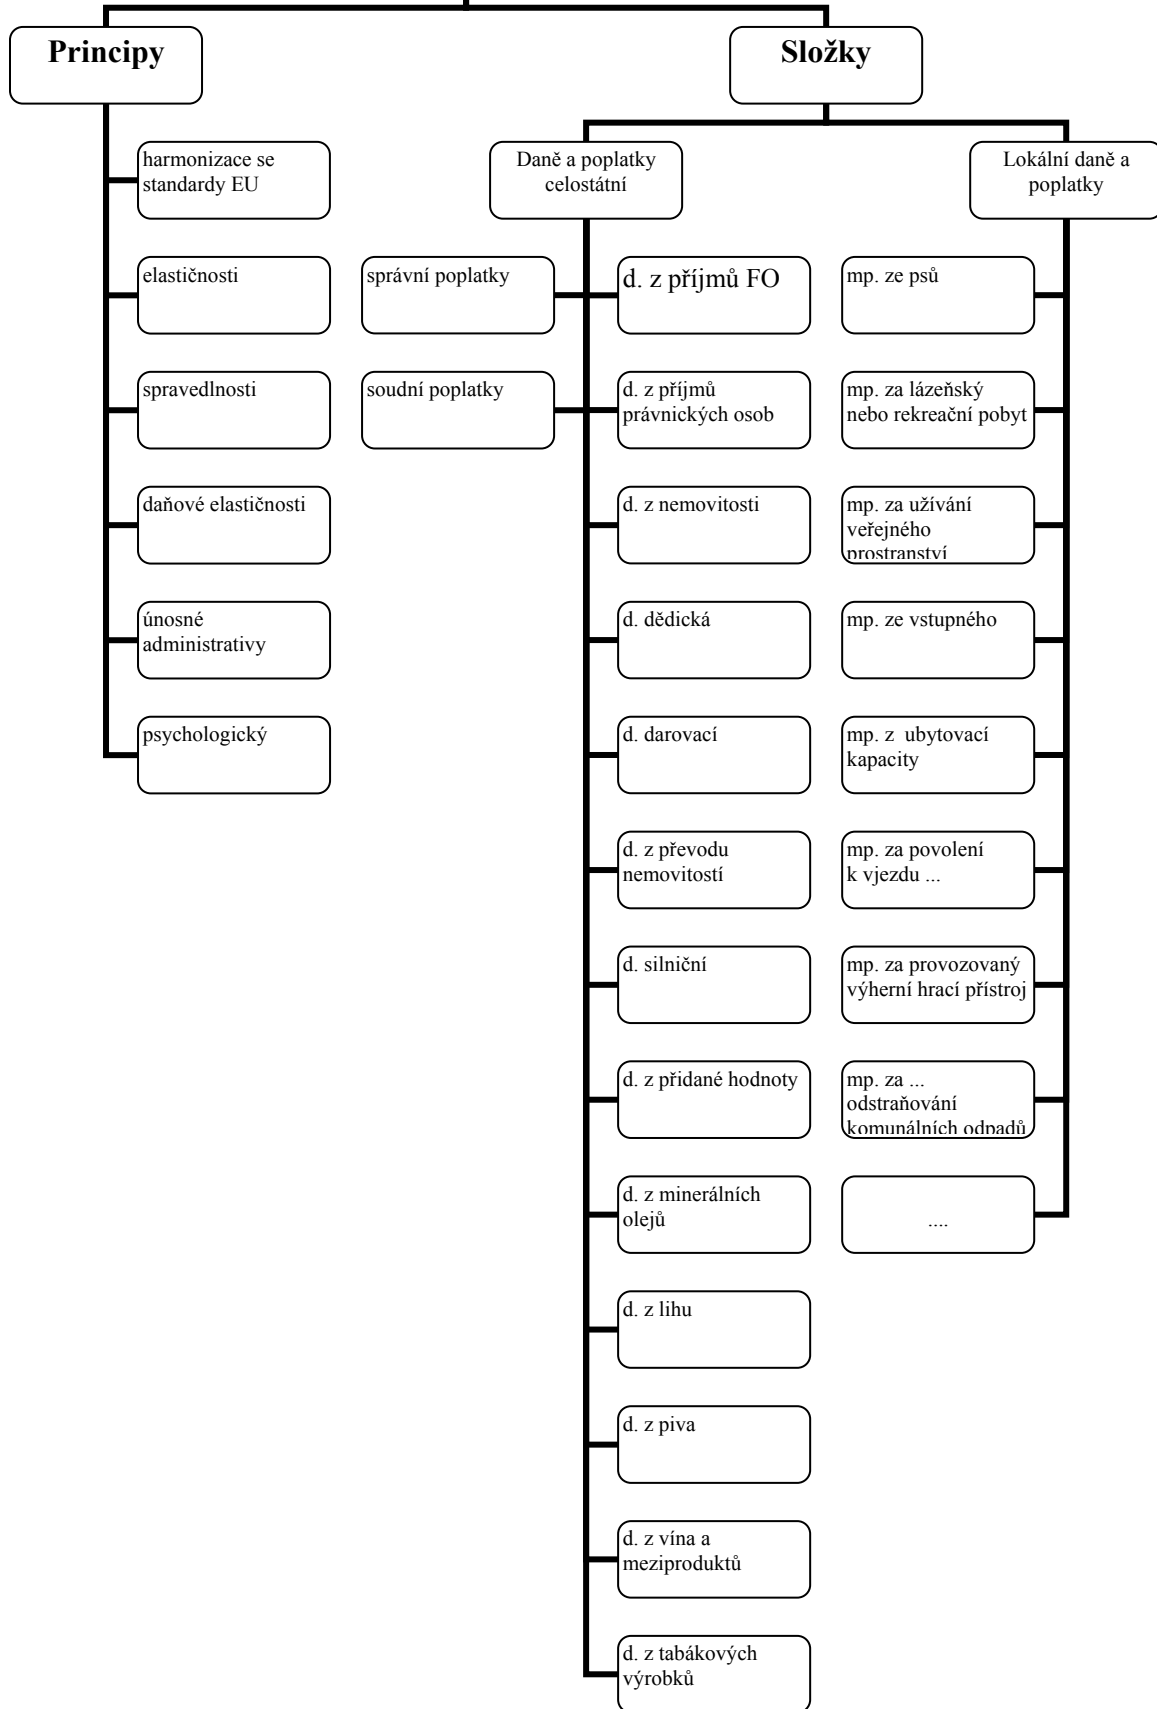 Principy
Složky
harmonizace se
standardy EU
elastičnosti
spravedlnosti
daňové elastičnosti
únosné
administrativy
psychologický
Daně a poplatky
celostátní
správní poplatky
soudní poplatky
d. z příjmů FO
d. z příjmů
právnických osob
d. z nemovitosti
d. dědická
d. darovací
d. z převodu
nemovitostí
d. silniční
d. z přidané hodnoty
d. z minerálních
olejů
d. z lihu
d. z piva
d. z vína a
meziproduktů
d. z tabákových
výrobků
Lokální daně a
poplatky
mp. ze psů
mp. za lázeňský
nebo rekreační pobyt
mp. za užívání
veřejného
prostranství
mp. ze vstupného
mp. z ubytovací
kapacity
mp. za povolení
k vjezdu ...
mp. za provozovaný
výherní hrací přístroj
mp. za ...
odstraňování
komunálních odpadů
....